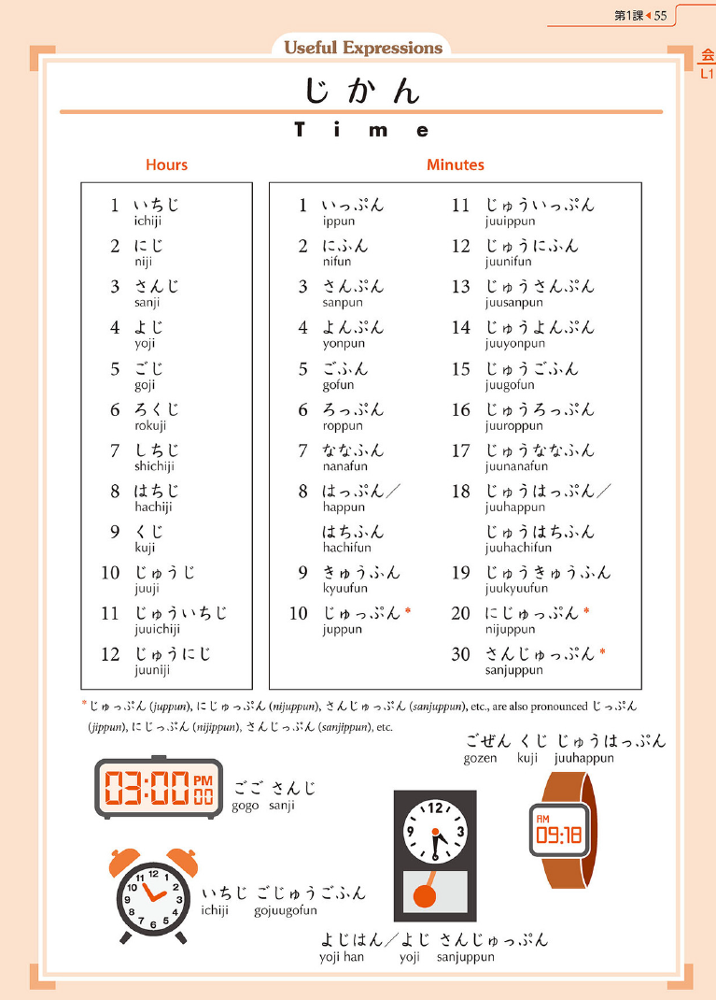 第1課◀55
会
L1
Useful Expressions
じかん
Time
Hours
Minutes
1 いちじ
ichiji
2 にじ
niji
3 さんじ
sanji
4 よじ
yoji
5 ごじ
goji
6 ろくじ
rokuji
7 しちじ
shichiji
8 はちじ
hachiji
9 くじ
kuji
10 じゅうじ
juuji
11 じゅういちじ
juuichiji
12 じゅうにじ
juuniji
1 いっぷん
ippun
2 にふん
nifun
3 さんぷん
sanpun
4 よんぷん
yonpun
5 ごふん
gofun
6 ろっぷん
roppun
7 ななふん
nanafun
8 はっぷん/
happun
はちふん
hachifun
9 きゅうふん
kyuufun
10 じゅっぷん*
juppun
11 じゅういっぷん
juuippun
12 じゅうにふん
juunifun
13 じゅうさんぷん
juusanpun
14 じゅうよんぷん
juuyonpun
15 じゅうごふん
juugofun
16 じゅうろっぷん
juuroppun
17 じゅうななふん
juunanafun
18 じゅうはっぷん/
juuhappun
じゅうはちふん
juuhachifun
19 じゅうきゅうふん
juukyuufun
20 にじゅっぷん*
nijuppun
30 さんじゅっぷん*
sanjuppun
*じゅっぷん (juppun), にじゅっぷん (nijuppun), さんじゅっぷん (sanjuppun), etc., are also pronounced じっぷん
(jippun), にじっぷん (nijippun), さんじっぷん (sanjippun), etc.
03:00 PM 00
ごご さんじ
gogo sanji
ごぜん くじ じゅうはっぷん
gozen kuji juuhappun
AM
09:18
12
3
6
9
12
1
2
3
4
5
6
7
8
9
10
11
いちじ ごじゅうごふん
ichiji gojuugofun
よじはん/よじ さんじゅっぷん
yoji han yoji sanjuppun